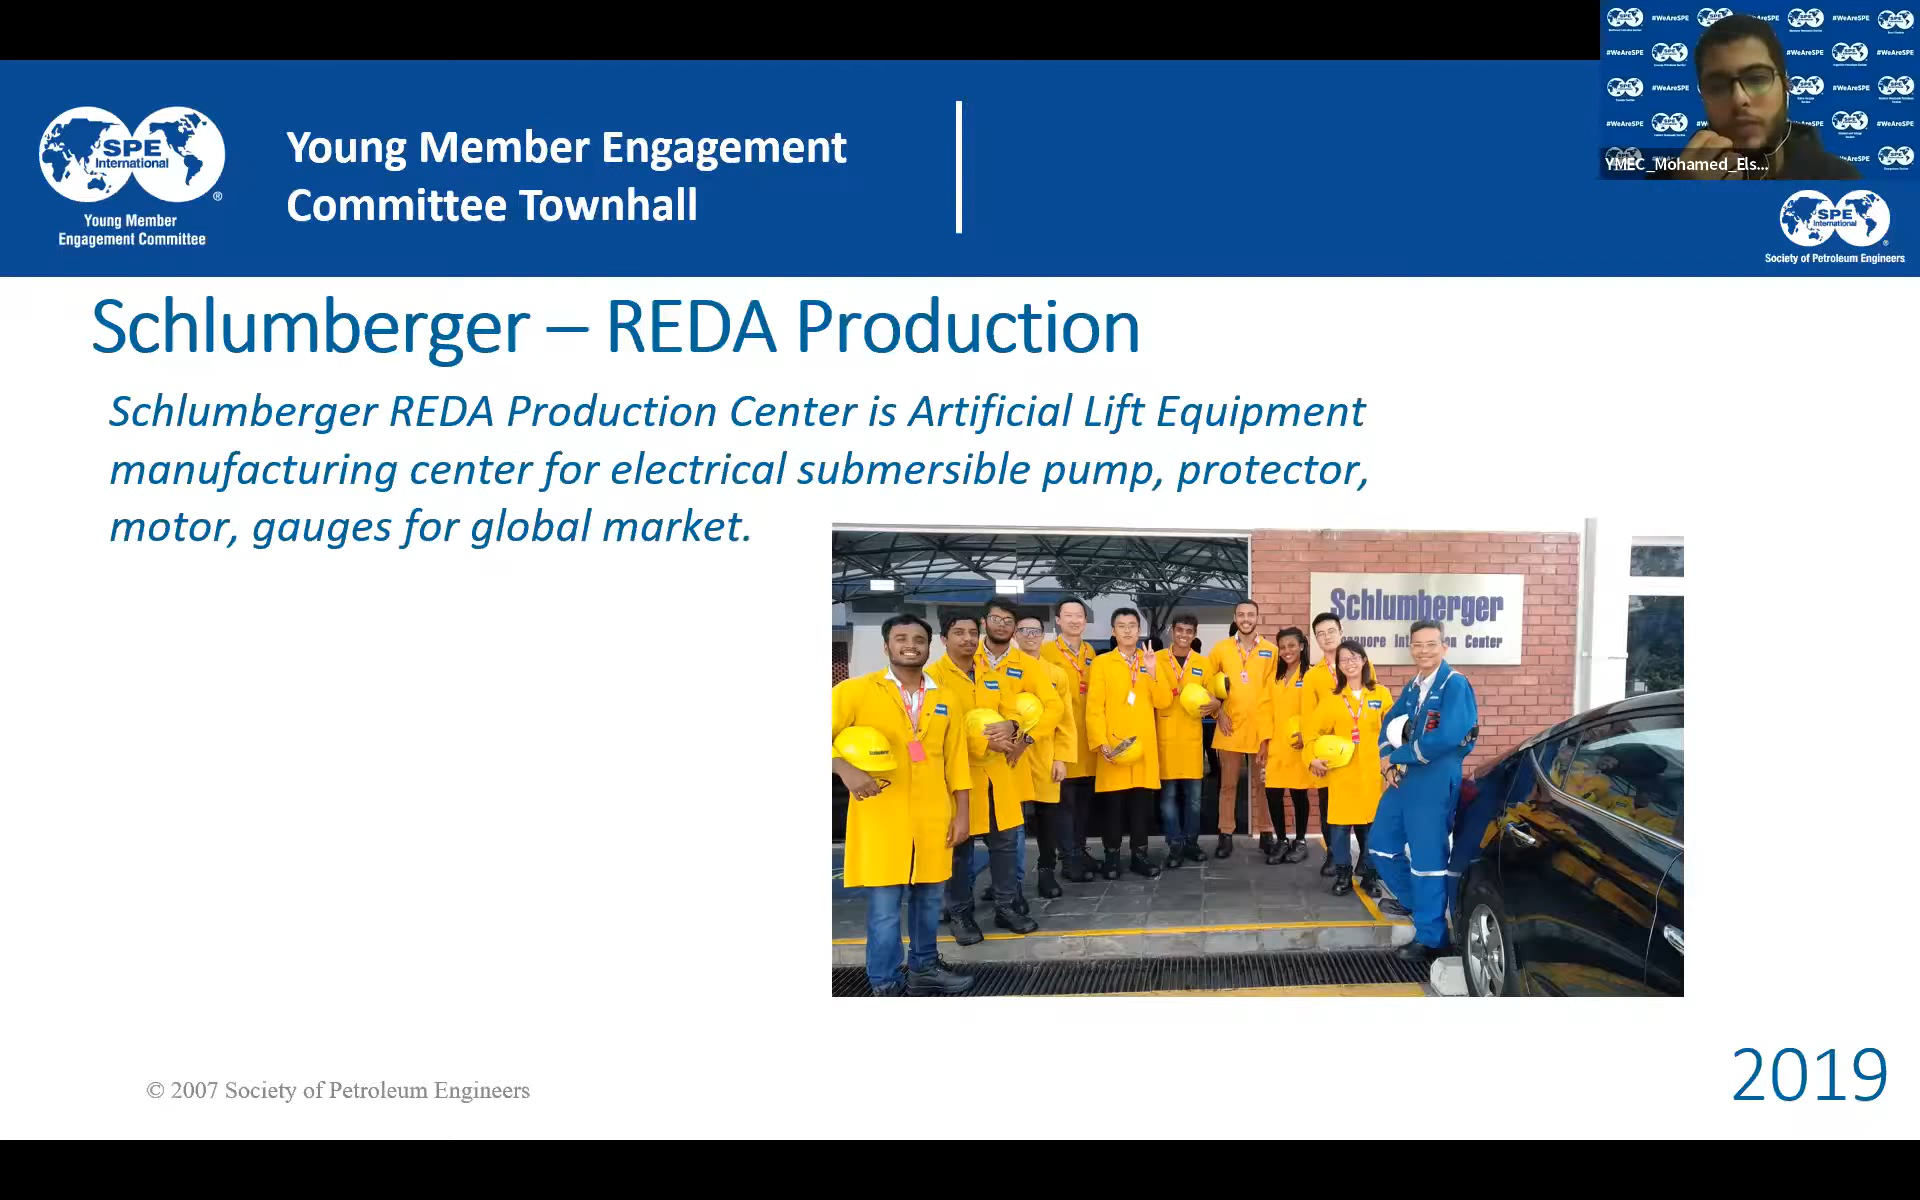 SPE
International
®
Young Member
Engagement Committee
Young Member Engagement
Committee Townhall
#WeAreSPE
YMEC_Mohamed_Els...
SPE
International
®
Society of Petroleum Engineers
Schlumberger – REDA Production
Schlumberger REDA Production Center is Artificial Lift Equipment
manufacturing center for electrical submersible pump, protector,
motor, gauges for global market.
Schlumberger
Center
© 2007 Society of Petroleum Engineers
2019